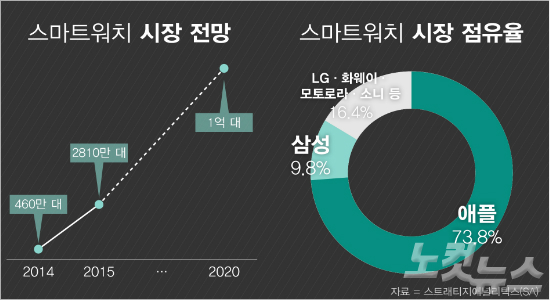 스마트워치 시장 전망
1억 대
2810만 대
460만 대
2014 2015 ... 2020
스마트워치 시장 점유율
LG · 화웨이 ·
모토로라 · 소니 등
16.4%
삼성
9.8%
애플
73.8%
노컷뉴스
자료 = 스트래티지애널리틱스(SA)